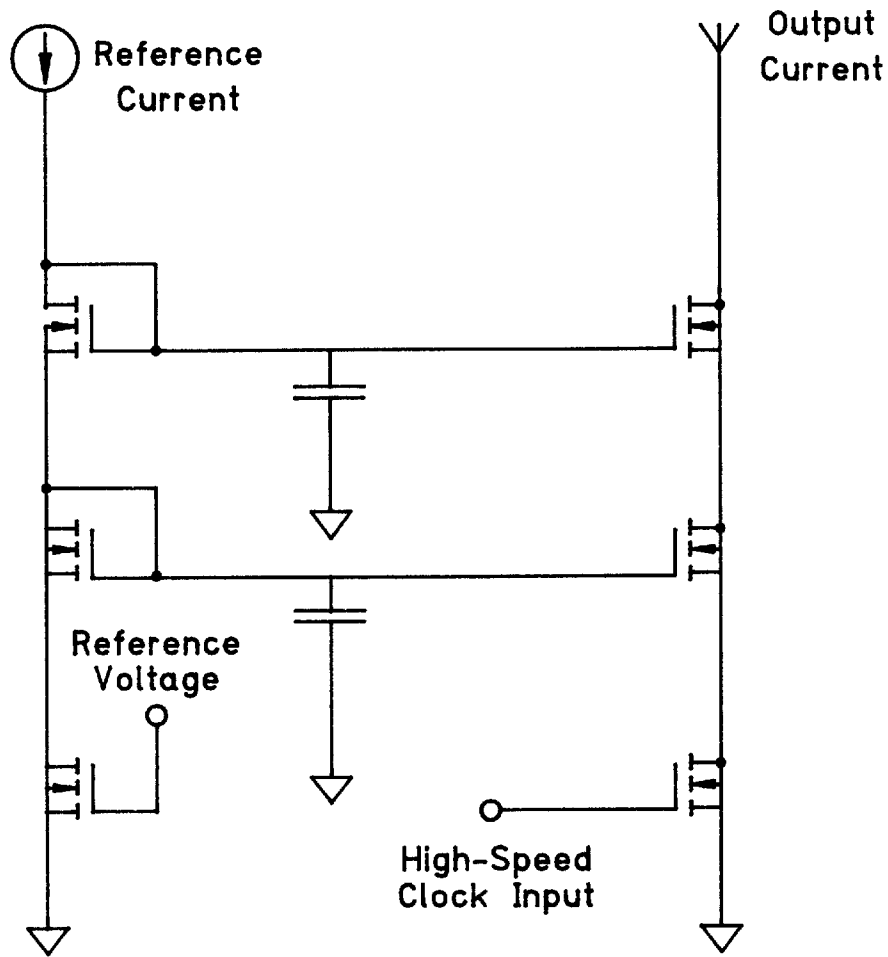 Reference
Current
Output
Current
Reference
Voltage
High-Speed
Clock Input